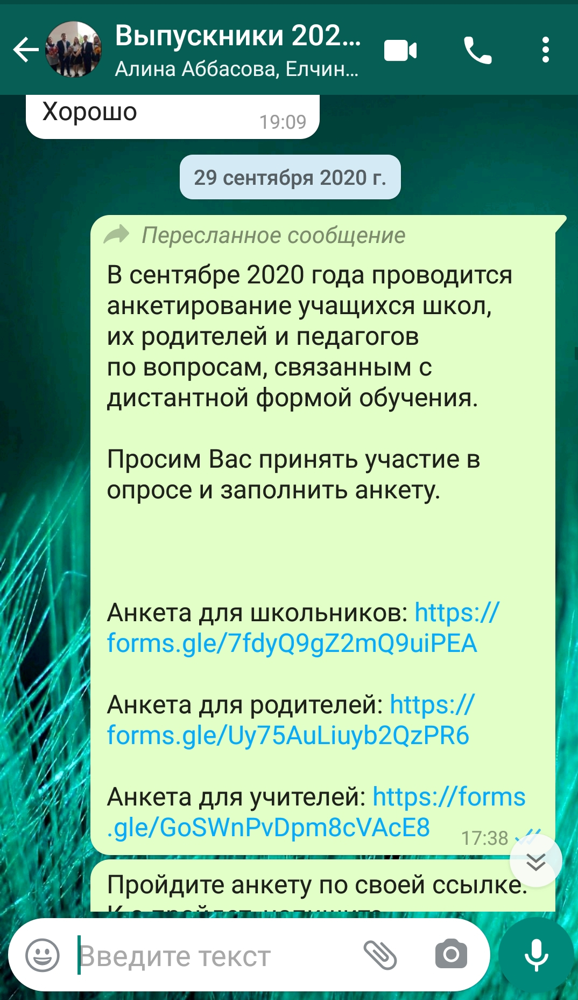 Выпускники 202...
Алина Аббасова, Елчин...
Хорошо
19:09
29 сентября 2020 г.
Пересланное сообщение
В сентябре 2020 года проводится
анкетирование учащихся школ,
их родителей и педагогов
по вопросам, связанным с
дистантной формой обучения.
Просим Вас принять участие в
опросе и заполнить анкету.
Анкета для школьников: https://
forms.gle/7fdyQ9gZ2mQ9uiPEA
Анкета для родителей: https://
forms.gle/Uy75AuLiuyb2QzPR6
Анкета для учителей: https://forms
.gle/GoSWnPvDpm8cVAcE8
17:38
Пройдите анкету по своей ссылке.
Введите текст